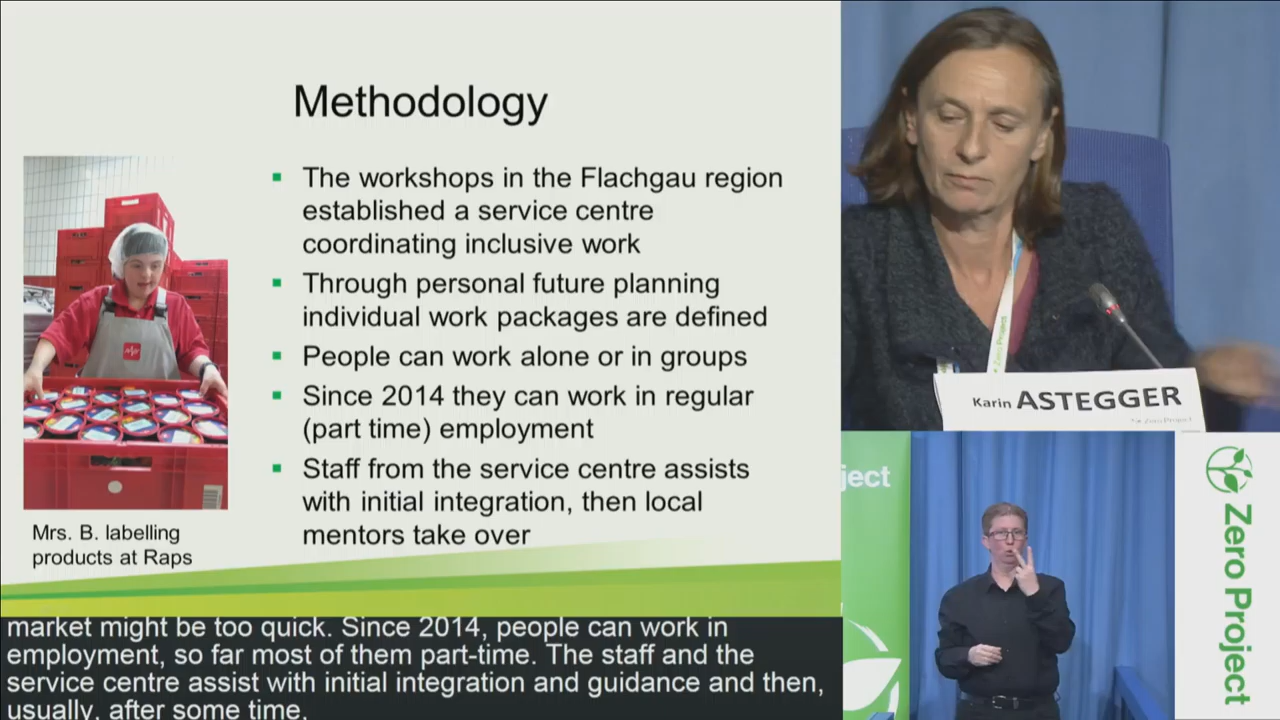 Methodology
▪ The workshops in the Flachgau region
established a service centre
coordinating inclusive work
▪ Through personal future planning
individual work packages are defined
▪ People can work alone or in groups
▪ Since 2014 they can work in regular
(part time) employment
▪ Staff from the service centre assists
with initial integration, then local
mentors take over
Mrs. B. labelling
products at Raps
market might be too quick. Since 2014, people can work in
employment, so far most of them part-time. The staff and the
service centre assist with initial integration and guidance and then,
usually, after some time,
Zero Project
Karin ASTEGGER
Zero Project
ject
Zero Project